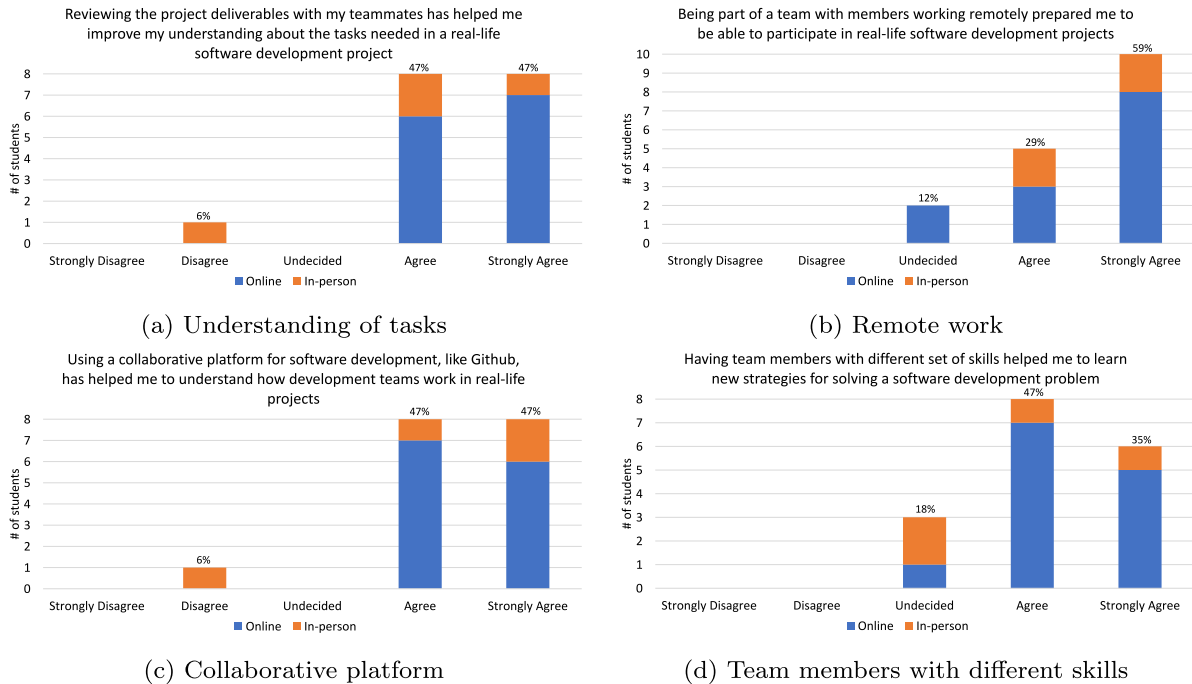 Reviewing the project deliverables with my teammates has helped me
improve my understanding about the tasks needed in a real-life
software development project
# of students
8
7
6
5
4
3
2
1
0
6%
47%
47%
Strongly Disagree
Disagree
Undecided
Agree
Strongly Agree
Online
In-person
(a) Understanding of tasks
Being part of a team with members working remotely prepared me to
be able to participate in real-life software development projects
# of students
10
9
8
7
6
5
4
3
2
1
0
12%
29%
59%
Strongly Disagree
Disagree
Undecided
Agree
Strongly Agree
Online
In-person
(b) Remote work
Using a collaborative platform for software development, like Github,
has helped me to understand how development teams work in real-life
projects
# of students
8
7
6
5
4
3
2
1
0
6%
47%
47%
Strongly Disagree
Disagree
Undecided
Agree
Strongly Agree
Online
In-person
(c) Collaborative platform
Having team members with different set of skills helped me to learn
new strategies for solving a software development problem
# of students
8
7
6
5
4
3
2
1
0
18%
47%
35%
Strongly Disagree
Disagree
Undecided
Agree
Strongly Agree
Online
In-person
(d) Team members with different skills